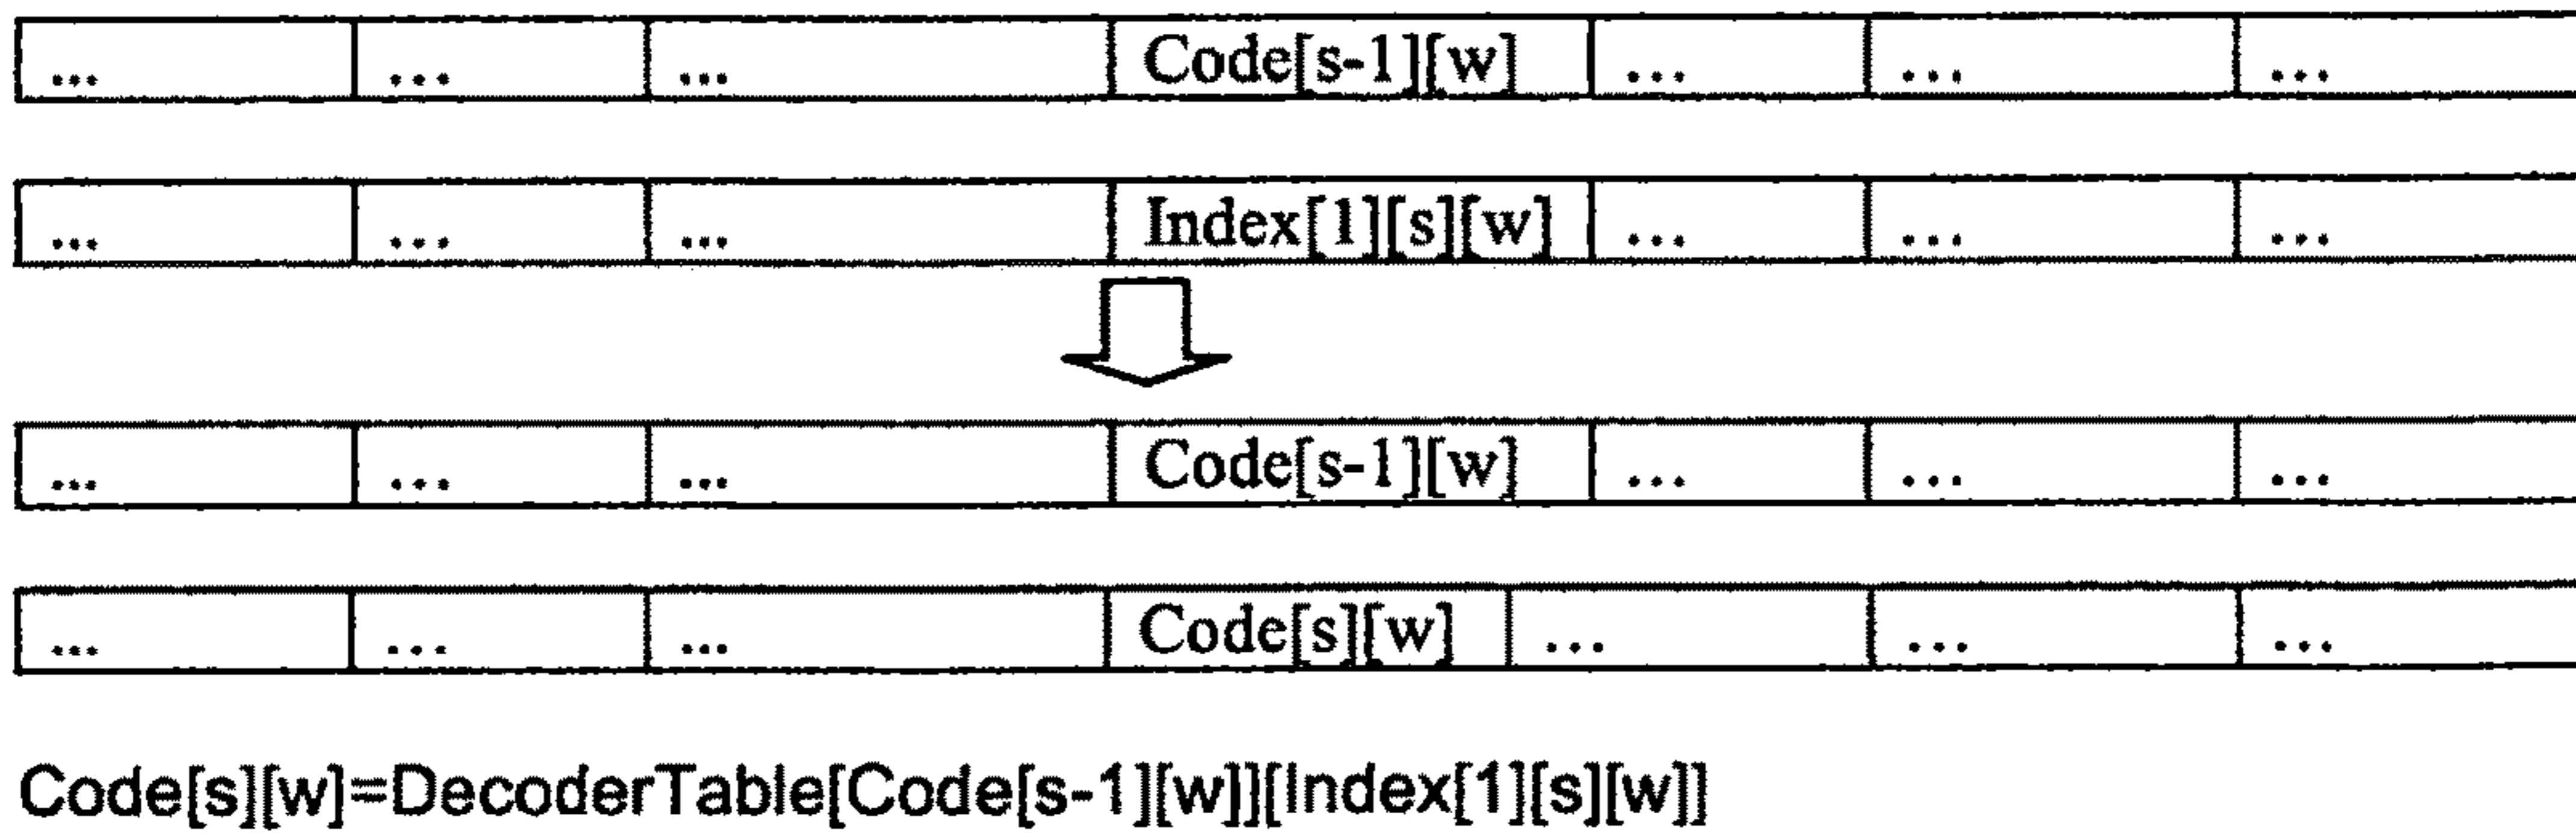 ... ... ... Code[s-1][w] ... ... ...
... ... ... Index[1][s][w] ... ... ...
... ... ... Code[s-1][w] ... ... ...
... ... ... Code[s][w] ... ... ...
Code[s][w]=DecoderTable[Code[s-1][w]][Index[1][s][w]]